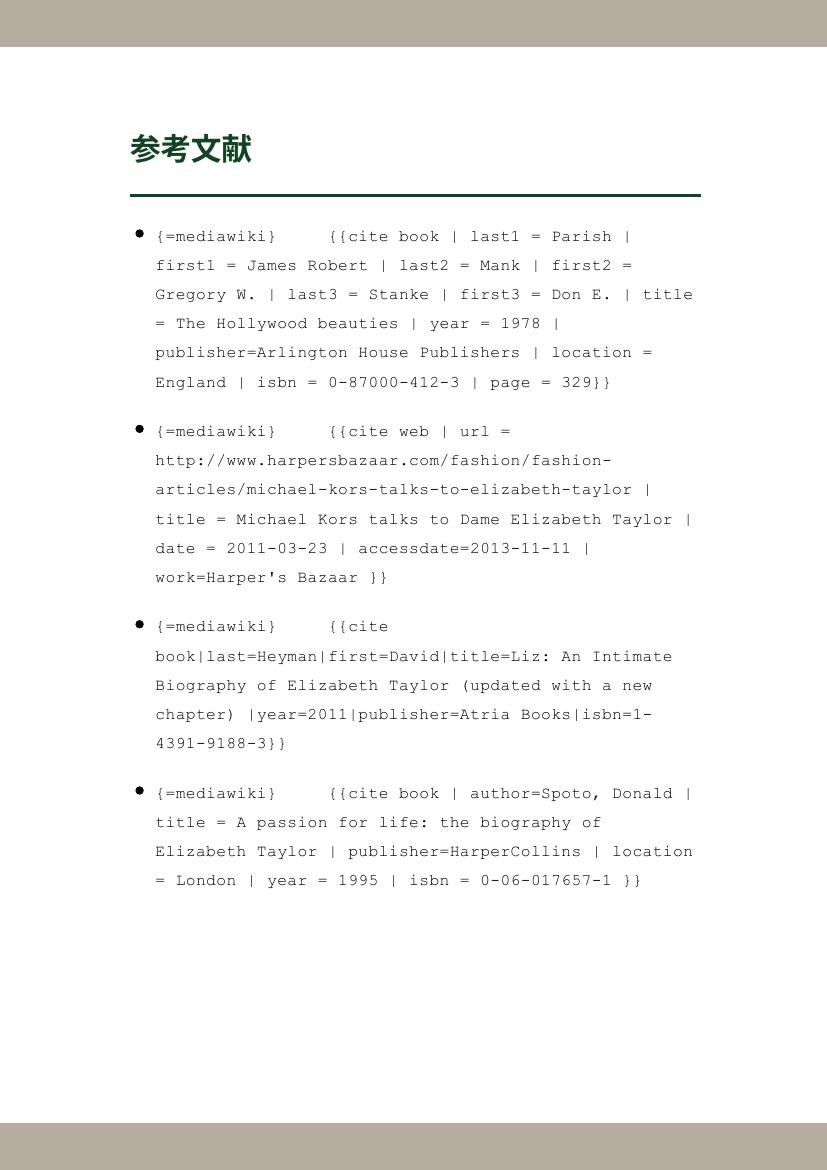 参考文献
• {=mediawiki}     {{cite book | last1 = Parish |
first1 = James Robert | last2 = Mank | first2 =
Gregory W. | last3 = Stanke | first3 = Don E. | title
= The Hollywood beauties | year = 1978 |
publisher=Arlington House Publishers | location =
England | isbn = 0-87000-412-3 | page = 329}}
• {=mediawiki}     {{cite web | url =
http://www.harpersbazaar.com/fashion/fashion-
articles/michael-kors-talks-to-elizabeth-taylor |
title = Michael Kors talks to Dame Elizabeth Taylor |
date = 2011-03-23 | accessdate=2013-11-11 |
work=Harper's Bazaar }}
• {=mediawiki}     {{cite
book|last=Heyman|first=David|title=Liz: An Intimate
Biography of Elizabeth Taylor (updated with a new
chapter) |year=2011|publisher=Atria Books|isbn=1-
4391-9188-3}}
• {=mediawiki}     {{cite book | author=Spoto, Donald |
title = A passion for life: the biography of
Elizabeth Taylor | publisher=HarperCollins | location
= London | year = 1995 | isbn = 0-06-017657-1 }}